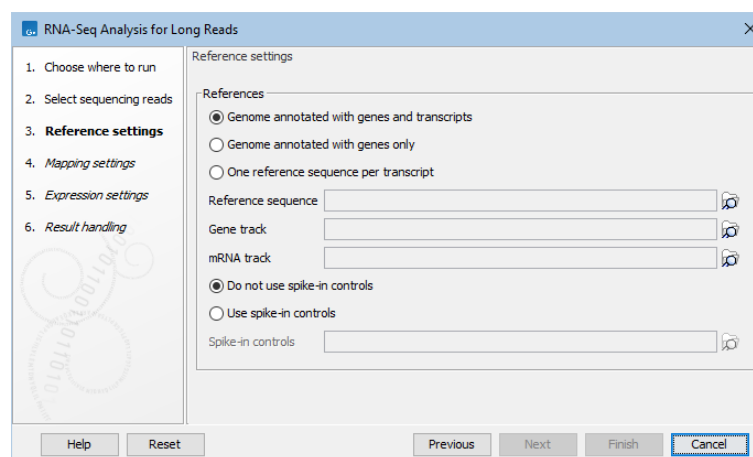 RNA-Seq Analysis for Long Reads
1. Choose where to run
2. Select sequencing reads
3. Reference settings
4. Mapping settings
5. Expression settings
6. Result handling
Reference settings
References
Genome annotated with genes and transcripts
Genome annotated with genes only
One reference sequence per transcript
Reference sequence
Gene track
mRNA track
Do not use spike-in controls
Use spike-in controls
Spike-in controls
Help Reset Previous Next Finish Cancel